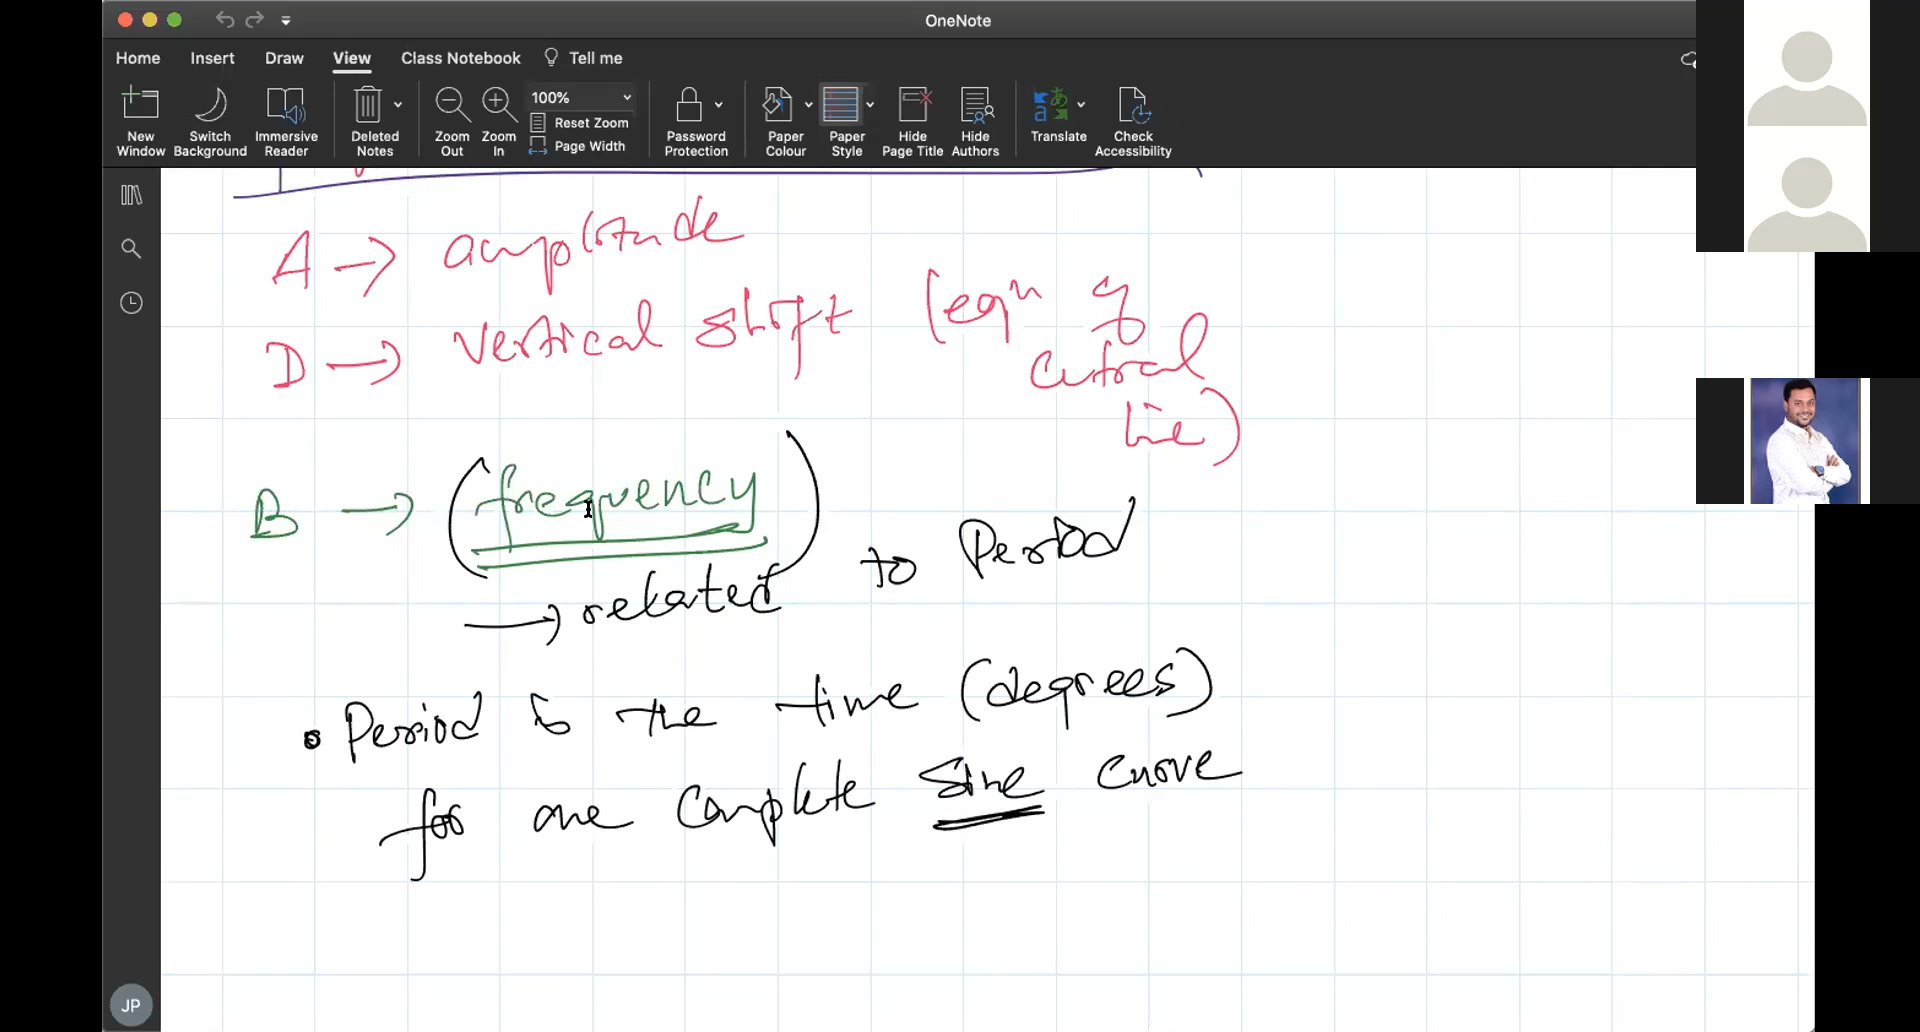 OneNote
Home Insert Draw View Class Notebook Tell me
New Window
Switch Background
Immersive Reader
Deleted Notes
Zoom Out
Zoom In
100%
Reset Zoom
Page Width
Password Protection
Paper Colour
Paper Style
Hide Page Title
Hide Authors
Translate
Check Accessibility
A → amplitude
D → vertical shift (eqn of
central
line)
B → (frequency)
→ related to Period
• Period is the time (degrees)
for one complete sine curve
JP